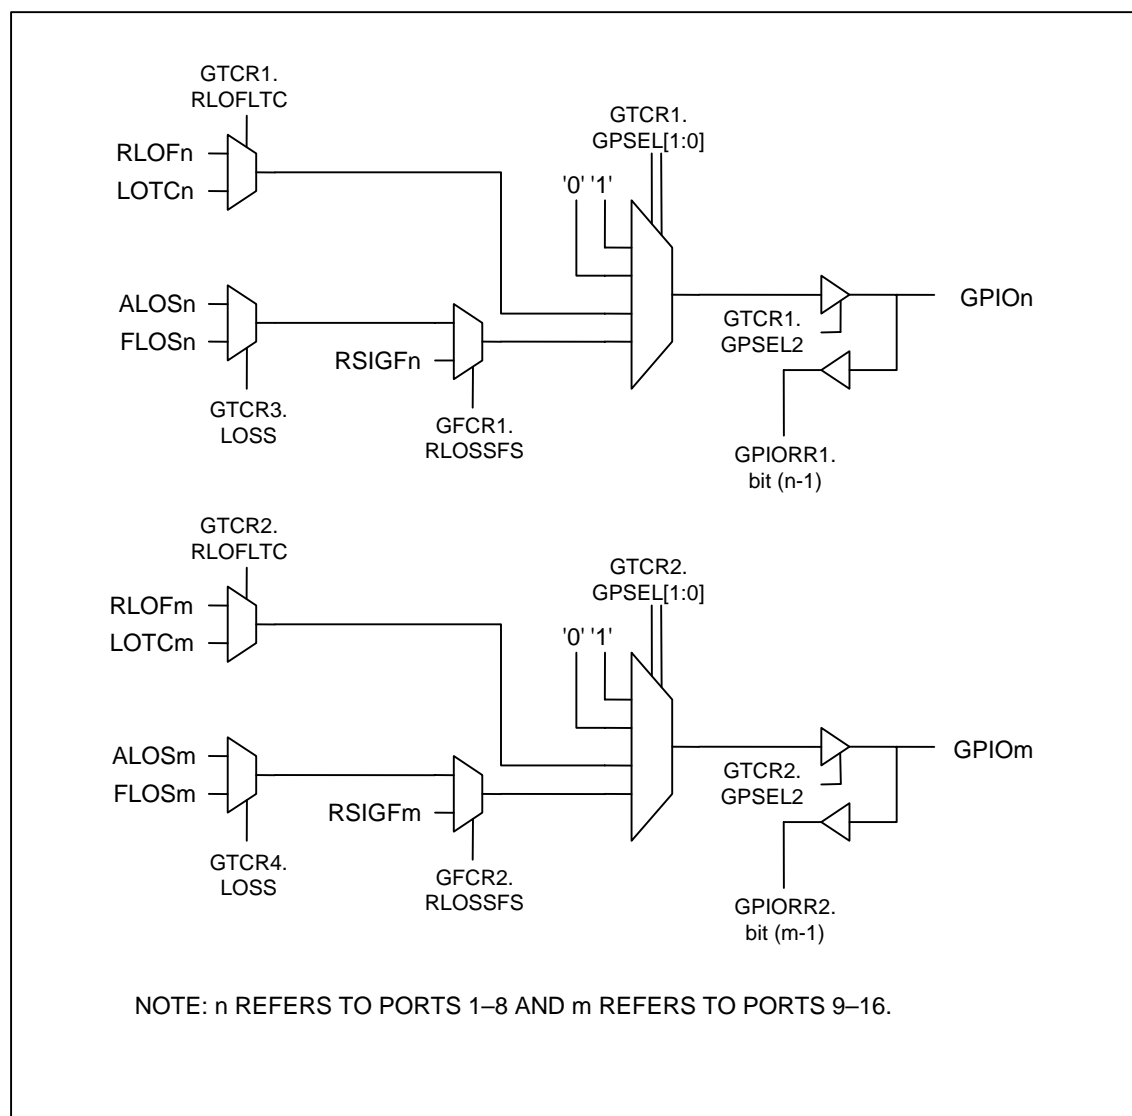 GTCR1.
RLOFLTC
RLOFn
LOTCn
GTCR1.
GPSEL[1:0]
'0' '1'
ALOSn
FLOSn
RSIGFn
GTCR3.
LOSS
GFCR1.
RLOSSFS
GTCR1.
GPSEL2
GPIOn
GPIORR1.
bit (n-1)
GTCR2.
RLOFLTC
RLOFm
LOTCm
GTCR2.
GPSEL[1:0]
'0' '1'
ALOSm
FLOSm
RSIGFm
GTCR4.
LOSS
GFCR2.
RLOSSFS
GTCR2.
GPSEL2
GPIOm
GPIORR2.
bit (m-1)
NOTE: n REFERS TO PORTS 1–8 AND m REFERS TO PORTS 9–16.